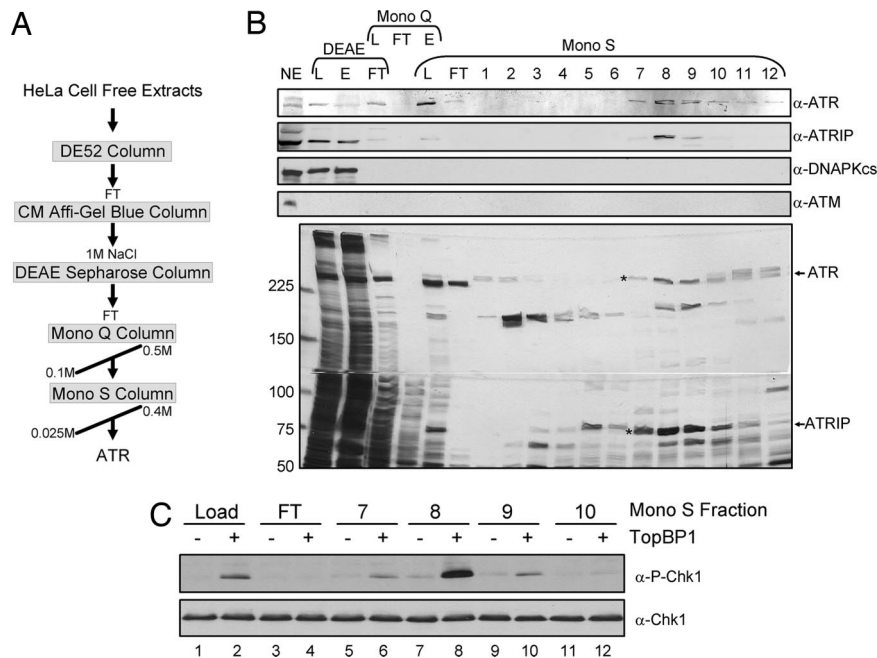 A
HeLa Cell Free Extracts
DE52 Column
FT
CM Affi-Gel Blue Column
1M NaCl
DEAE Sepharose Column
FT
Mono Q Column
0.1M 0.5M
Mono S Column
0.025M 0.4M
ATR
B
Mono Q
DEAE L FT E Mono S
NE L E FT L FT 1 2 3 4 5 6 7 8 9 10 11 12
α-ATR
α-ATRIP
α-DNAPKcs
α-ATM
225
* ATR
150
100
75
* ATRIP
50
C
Load FT 7 8 9 10 Mono S Fraction
- + - + - + - + - + - + TopBP1
α-P-Chk1
α-Chk1
1 2 3 4 5 6 7 8 9 10 11 12